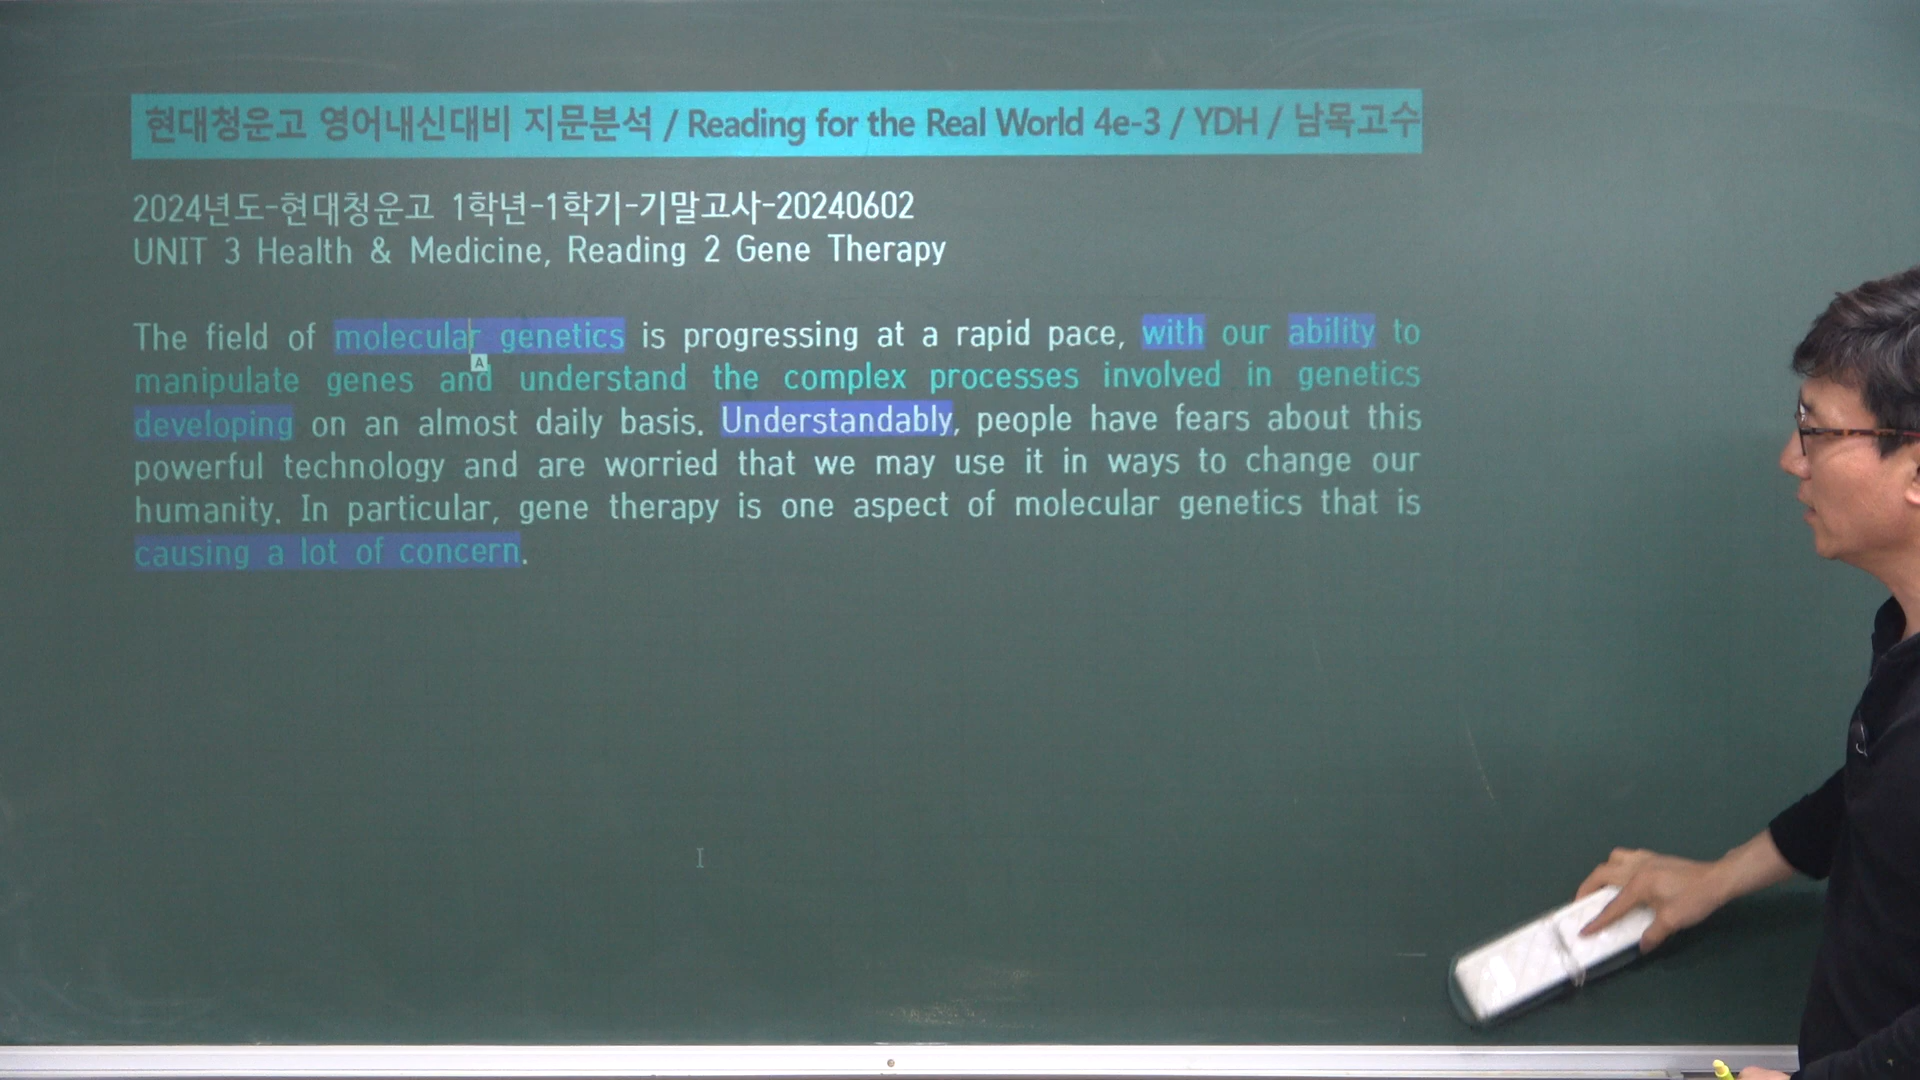 현대청운고 영어내신대비 지문분석 / Reading for the Real World 4e-3 / YDH / 남목고수
2024년도-현대청운고 1학년-1학기-기말고사-20240602
UNIT 3 Health & Medicine, Reading 2 Gene Therapy
The field of molecular genetics is progressing at a rapid pace, with our ability to
manipulate genes and understand the complex processes involved in genetics
developing on an almost daily basis. Understandably, people have fears about this
powerful technology and are worried that we may use it in ways to change our
humanity. In particular, gene therapy is one aspect of molecular genetics that is
causing a lot of concern.
A